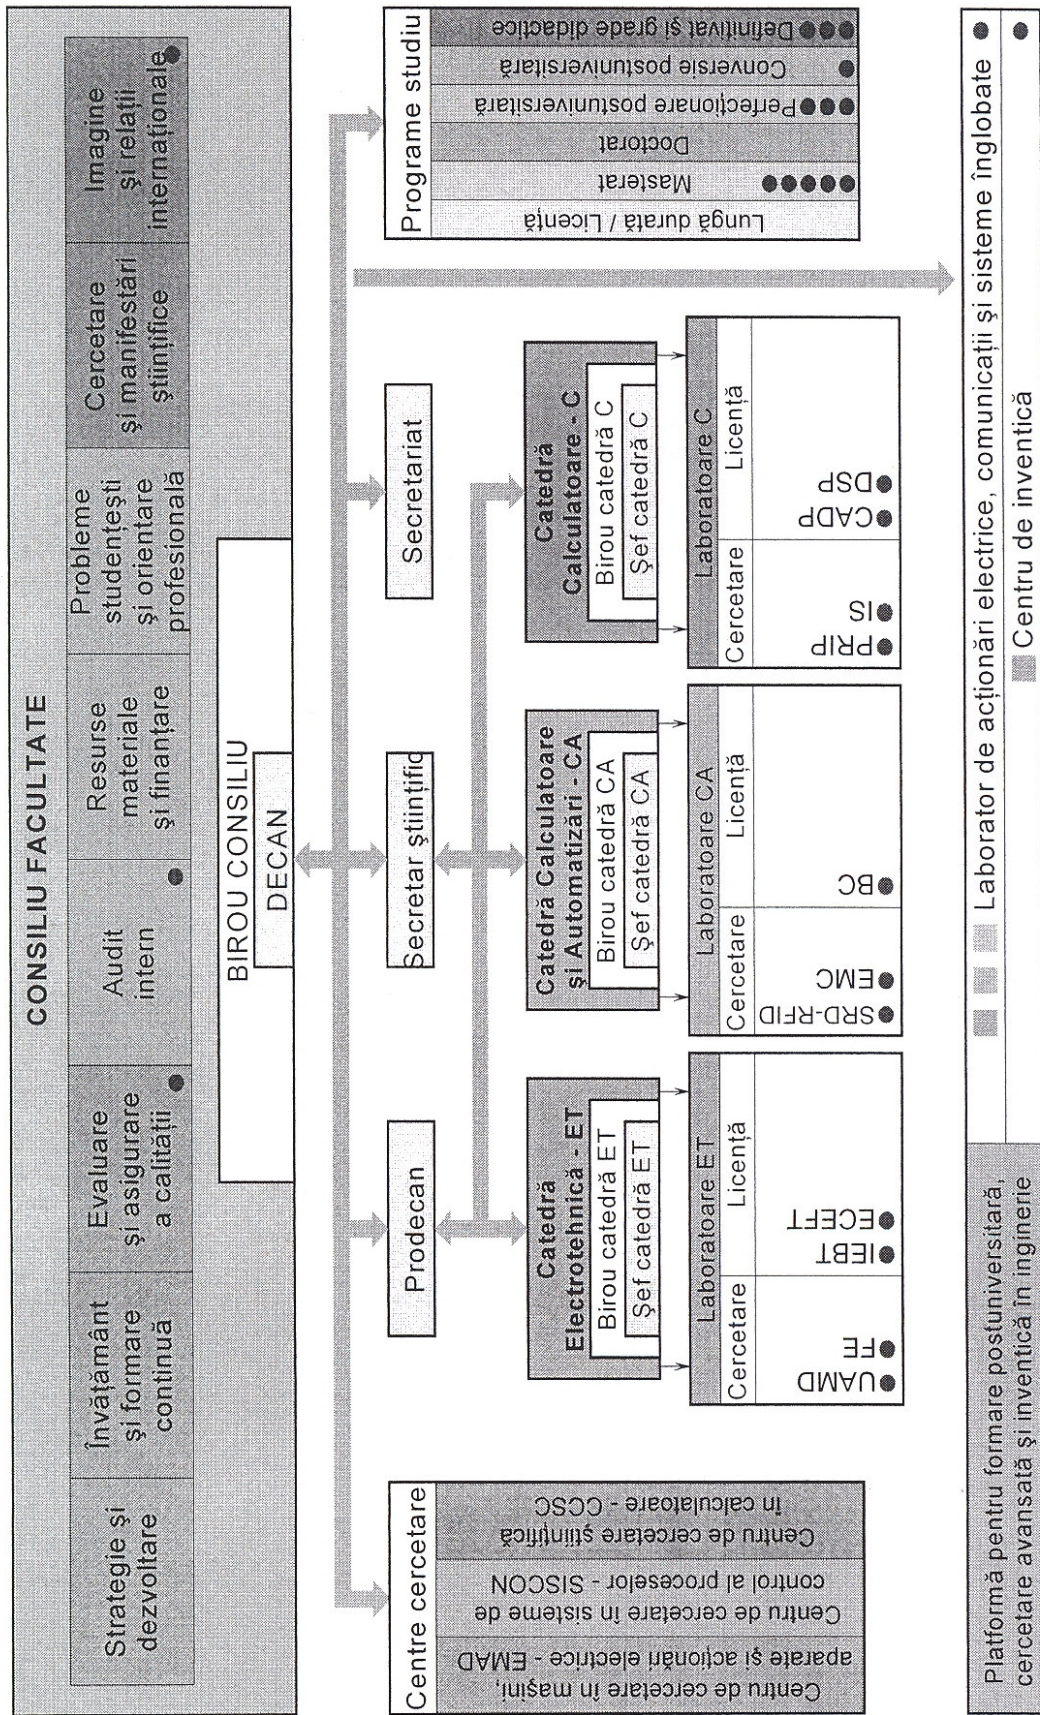 CONSILIU FACULTATE
Strategie și
dezvoltare
Învățământ
și formare
continuă
Evaluare
și asigurare
a calității
Audit
intern
Resurse
materiale
și finanțare
Probleme
studențești
și orientare
profesională
Cercetare
și manifestări
științifice
Imagine
și relații
internaționale
BIROU CONSILIU
DECAN
Prodecan
Secretar științific
Secretariat
Centre cercetare
Centru de cercetare în mașini,
aparate și acționări electrice - EMAD
Centru de cercetare în sisteme de
control al proceselor - SISCON
Centru de cercetare științifică
în calculatoare - CCSC
Catedră
Electrotehnică - ET
Birou catedră ET
Șef catedră ET
Laboratoare ET
Cercetare
Licență
UAMD
FE
IEBT
ECEFT
Catedră Calculatoare
și Automatizări - CA
Birou catedră CA
Șef catedră CA
Laboratoare CA
Cercetare
Licență
SRD-RFID
EMC
BC
Catedră
Calculatoare - C
Birou catedră C
Șef catedră C
Laboratoare C
Cercetare
Licență
PRIP
IS
CADP
DSP
Programe studiu
Lungă durată / Licență
Masterat
Doctorat
Perfecționare postuniversitară
Conversie postuniversitară
Definitivat și grade didactice
Platformă pentru formare postuniversitară,
cercetare avansată și inventică în inginerie
Laborator de acționări electrice, comunicații și sisteme înglobate
Centru de inventică